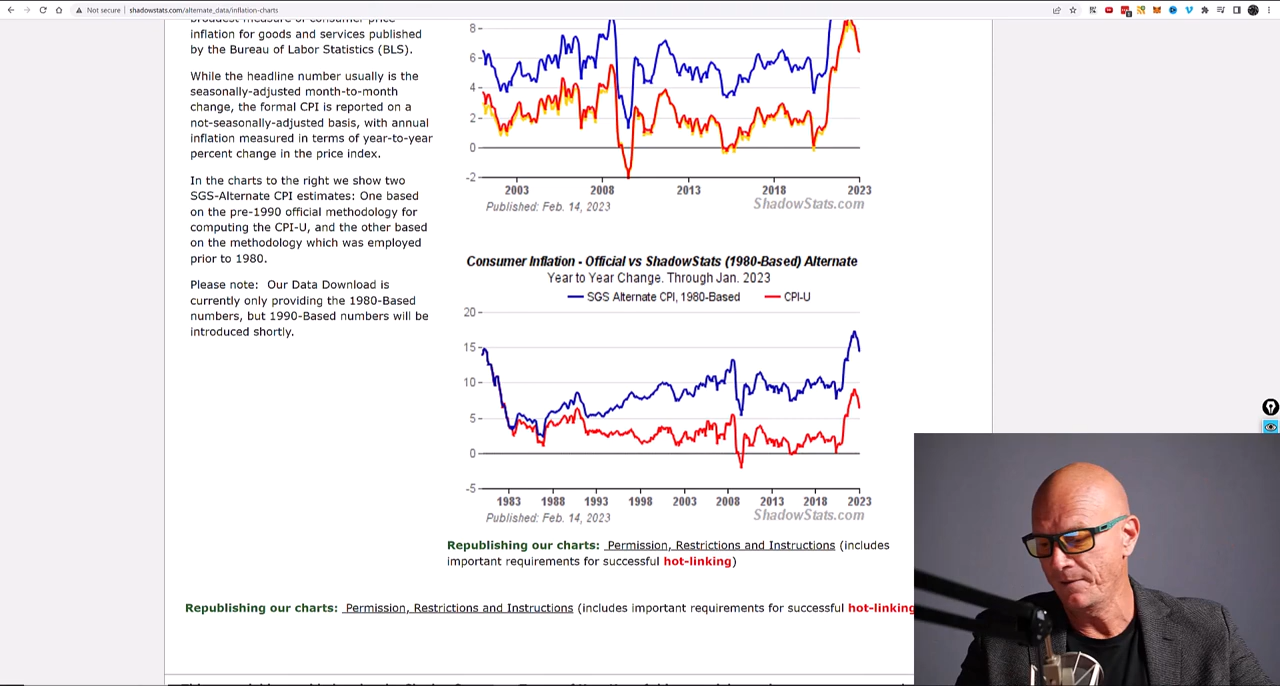 Not secure
shadowstats.com/alternate_data/inflation-charts
inflation for goods and services published
by the Bureau of Labor Statistics (BLS).
While the headline number usually is the
seasonally-adjusted month-to-month
change, the formal CPI is reported on a
not-seasonally-adjusted basis, with annual
inflation measured in terms of year-to-year
percent change in the price index.
In the charts to the right we show two
SGS-Alternate CPI estimates: One based
on the pre-1990 official methodology for
computing the CPI-U, and the other based
on the methodology which was employed
prior to 1980.
Please note: Our Data Download is
currently only providing the 1980-Based
numbers, but 1990-Based numbers will be
introduced shortly.
8
6
4
2
0
-2
2003 2008 2013 2018 2023
Published: Feb. 14, 2023
ShadowStats.com
Consumer Inflation - Official vs ShadowStats (1980-Based) Alternate
Year to Year Change. Through Jan. 2023
SGS Alternate CPI, 1980-Based CPI-U
20
15
10
5
0
-5
1983 1988 1993 1998 2003 2008 2013 2018 2023
Published: Feb. 14, 2023
ShadowStats.com
Republishing our charts: Permission, Restrictions and Instructions (includes
important requirements for successful hot-linking)
Republishing our charts: Permission, Restrictions and Instructions (includes important requirements for successful hot-linking